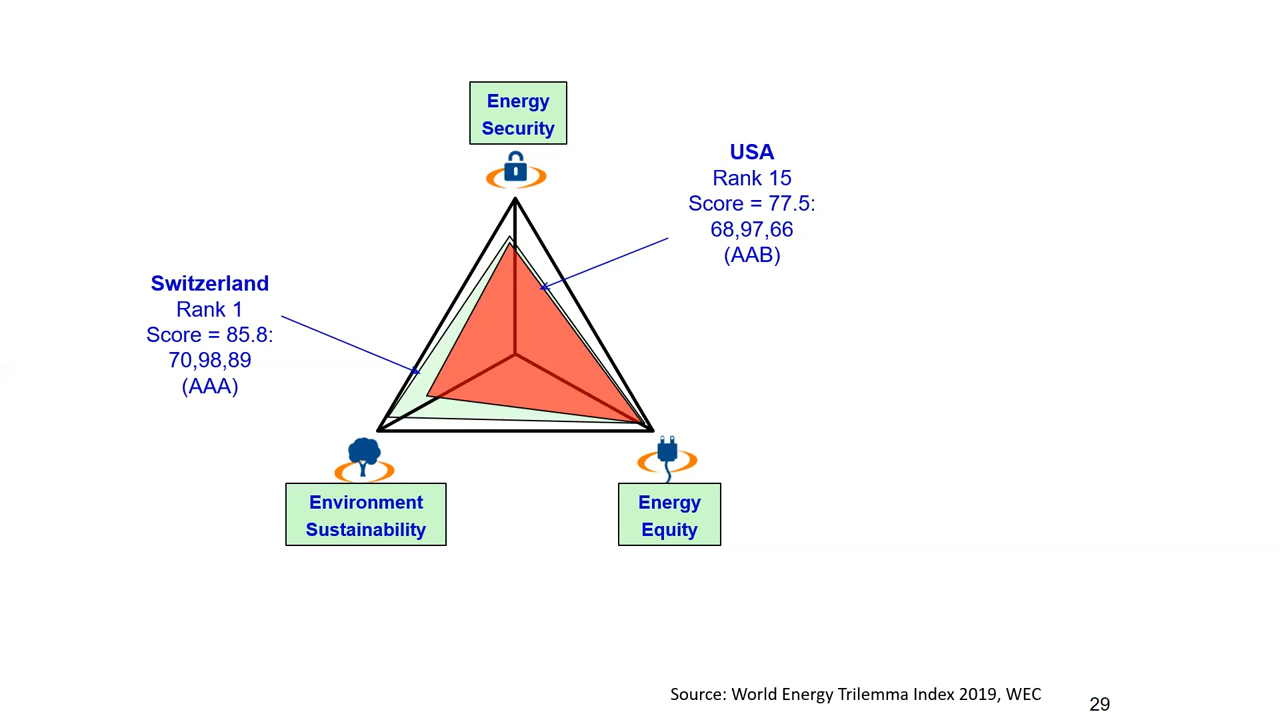 Energy
Security
USA
Rank 15
Score = 77.5:
68,97,66
(AAB)
Switzerland
Rank 1
Score = 85.8:
70,98,89
(AAA)
Environment
Sustainability
Energy
Equity
Source: World Energy Trilemma Index 2019, WEC
29